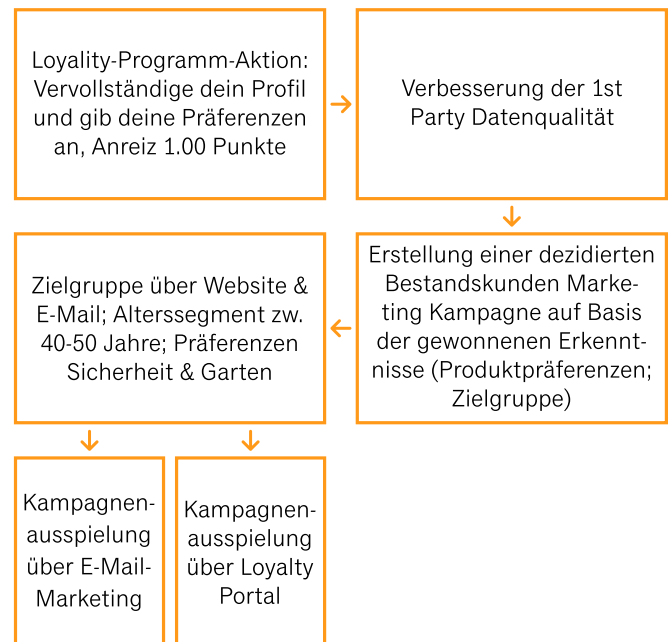 Loyality-Programm-Aktion:
Vervollständige dein Profil
und gib deine Präferenzen
an, Anreiz 1.00 Punkte
Verbesserung der 1st
Party Datenqualität
Erstellung einer dezidierten
Bestandskunden Marke-
ting Kampagne auf Basis
der gewonnenen Erkennt-
nisse (Produktpräferenzen;
Zielgruppe)
Zielgruppe über Website &
E-Mail; Alterssegment zw.
40-50 Jahre; Präferenzen
Sicherheit & Garten
Kampagnen-
ausspielung
über E-Mail-
Marketing
Kampagnen-
ausspielung
über Loyalty
Portal